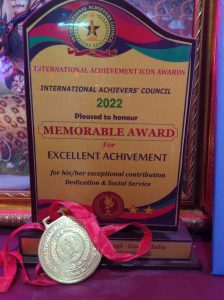 INTERNATIONAL ACHIEVEMENT ICON AWARDS
INTERNATIONAL ACHIEVERS' COUNCIL
2022
Pleased to honour
MEMORABLE AWARD
For
EXCELLENT ACHIVEMENT
for his/her exceptional contribution
Dedication & Social Service